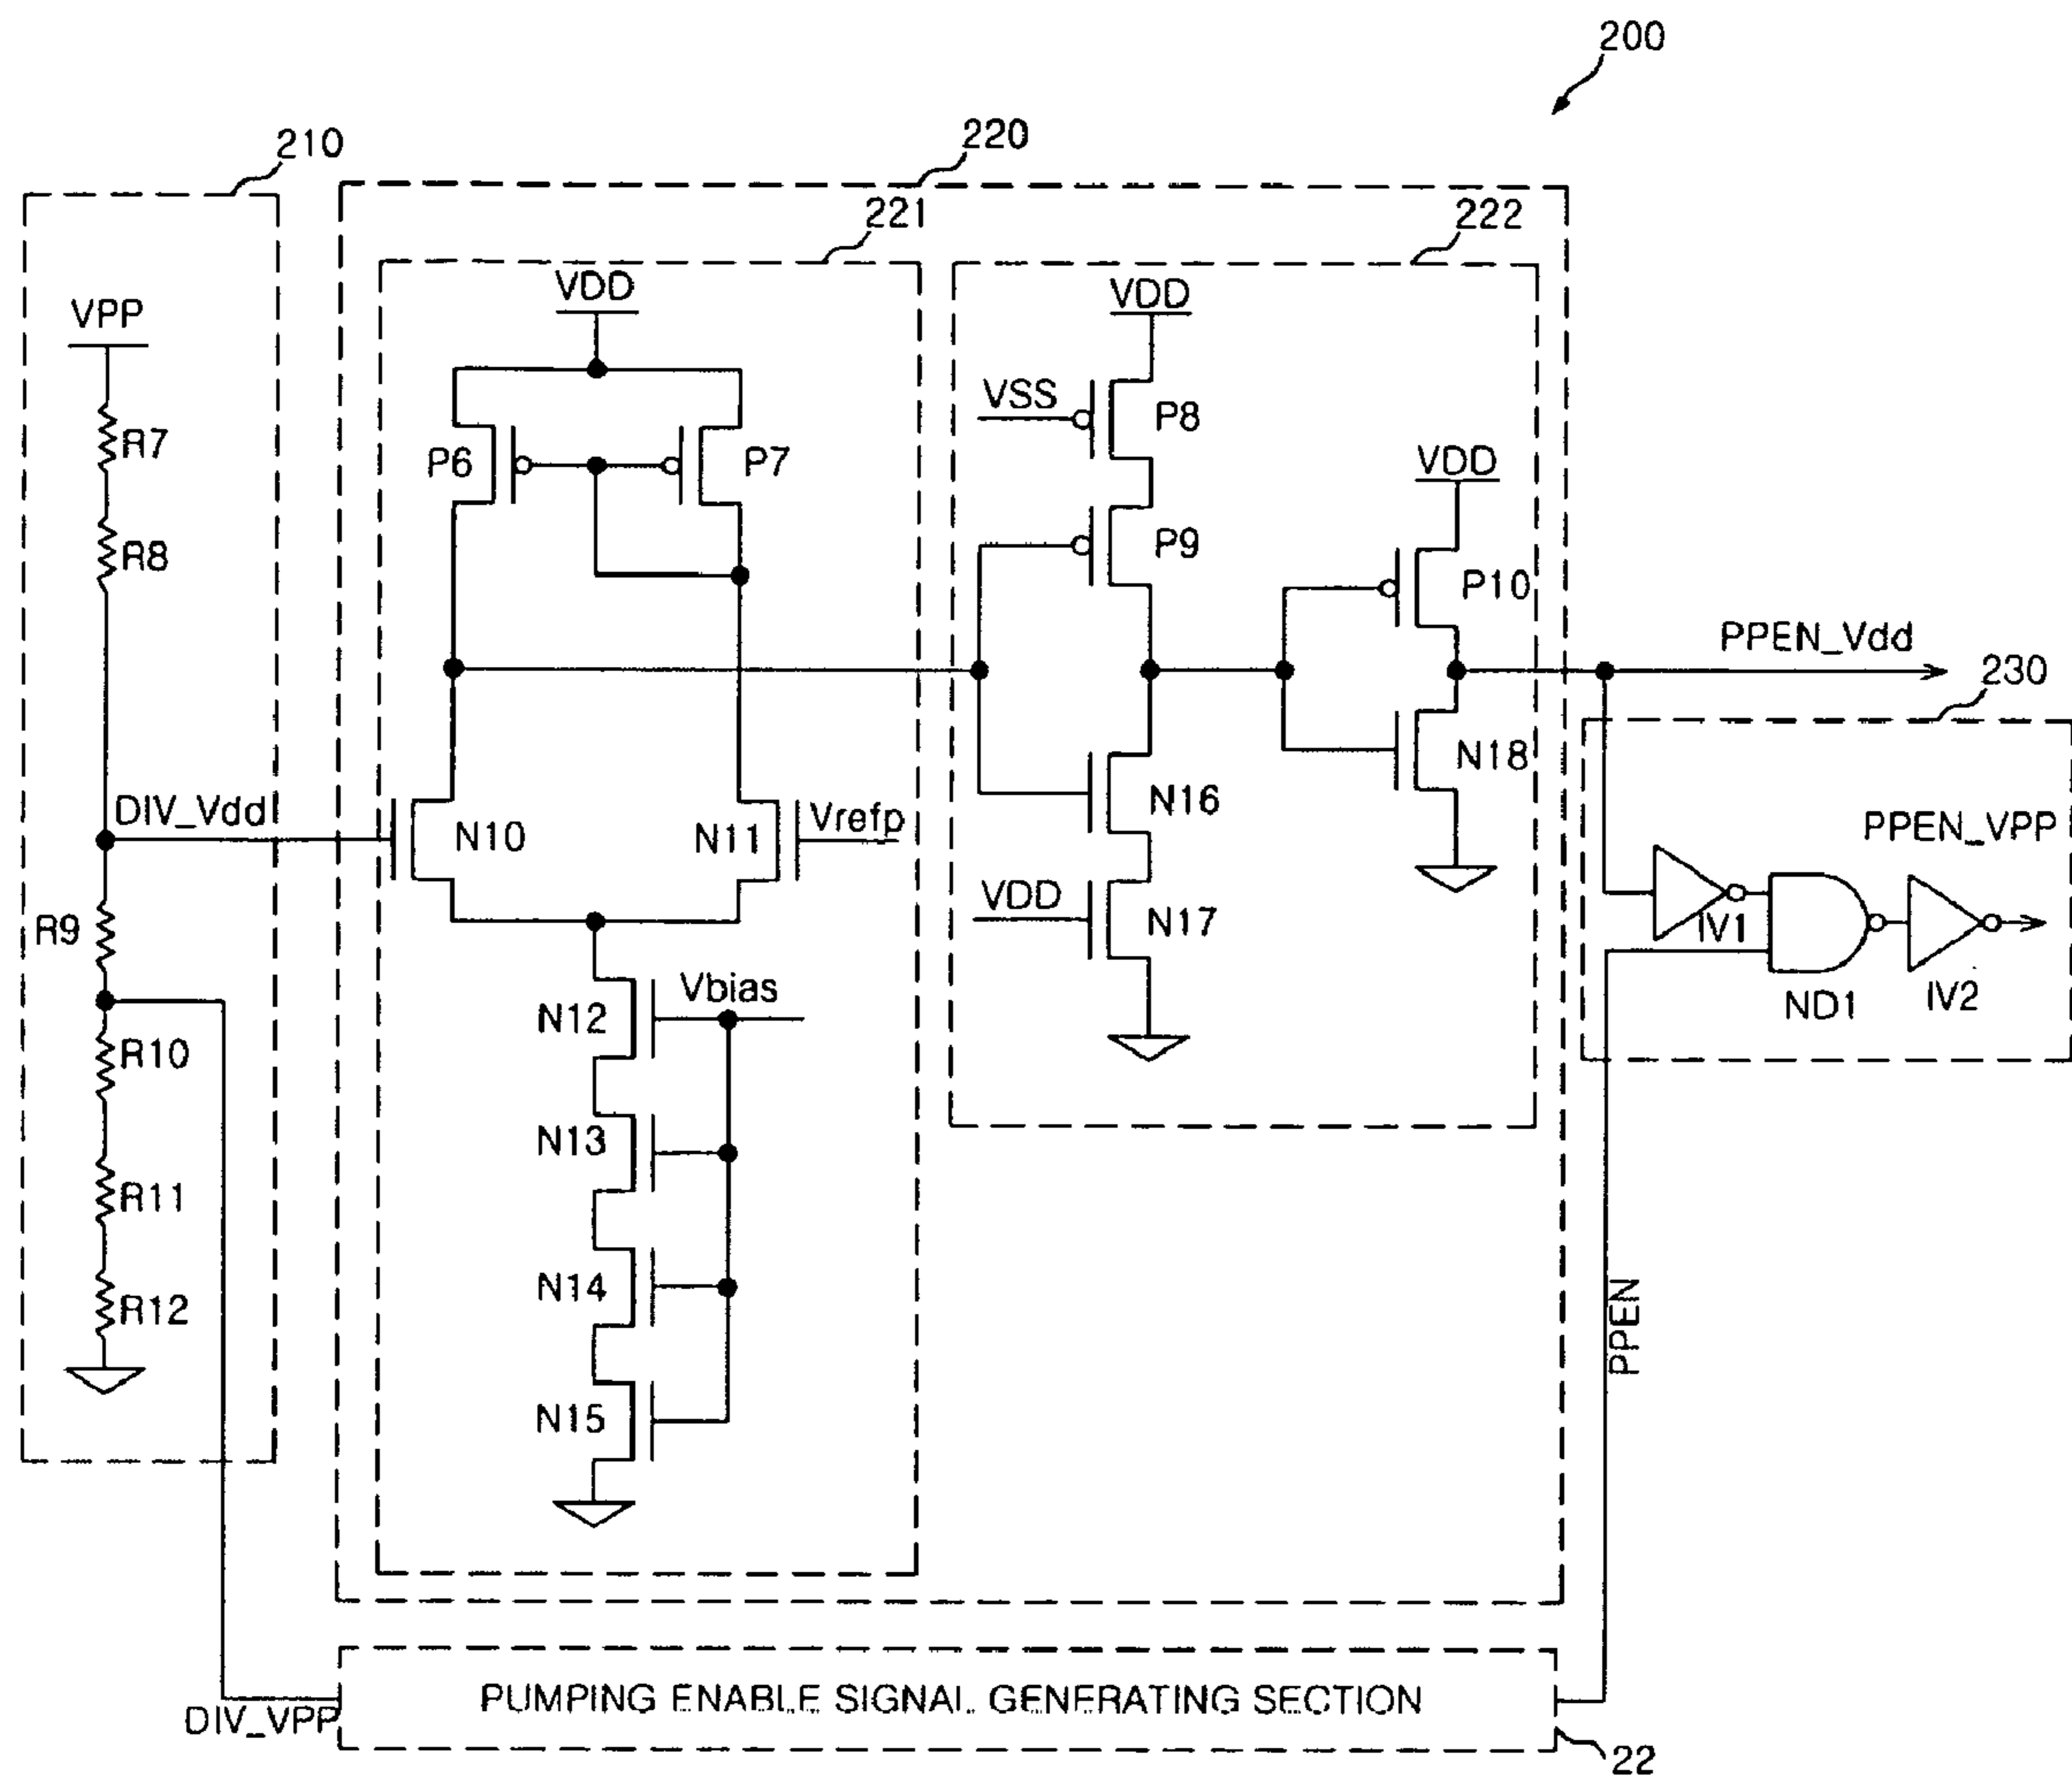 200
210
220
221
222
VPP
R7
R8
DIV_Vdd
R9
R10
R11
R12
VDD
P6
P7
N10
N11
Vrefp
Vbias
N12
N13
N14
N15
VDD
VSS
P8
P9
N16
VDD
N17
VDD
P10
N18
PPEN_Vdd
230
PPEN_VPP
IV1
ND1
IV2
PPEN
DIV_VPP
PUMPING ENABLE SIGNAL GENERATING SECTION
22